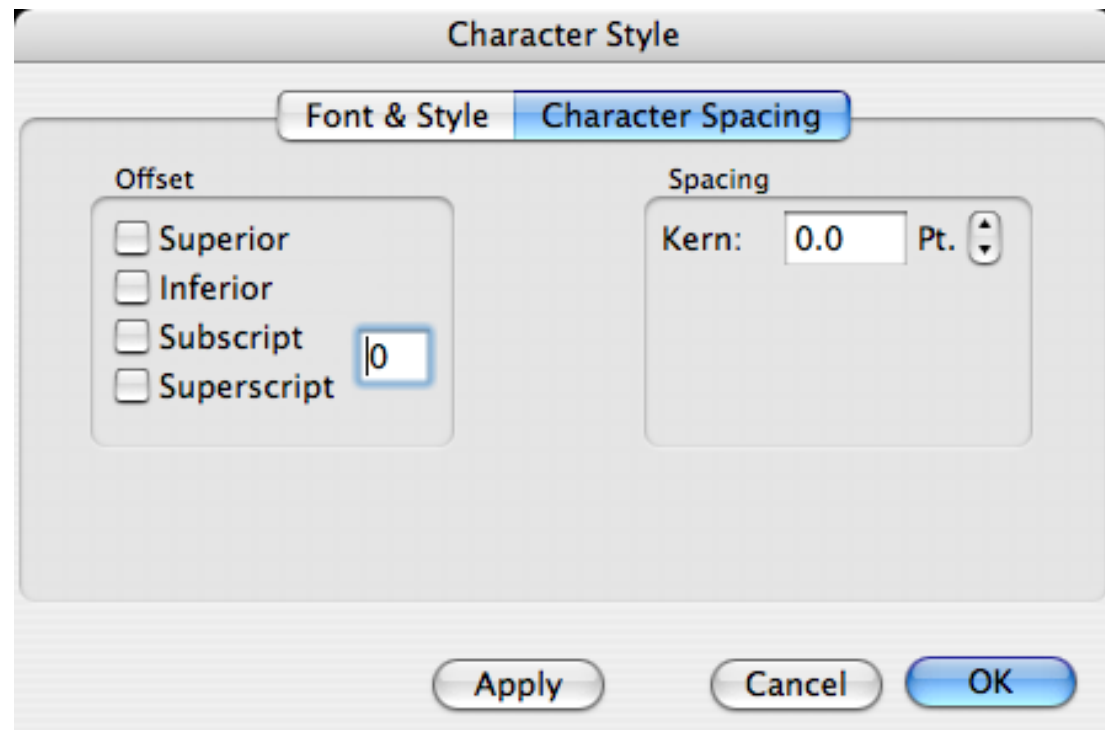 Character Style
Font & Style Character Spacing
Offset
Superior
Inferior
Subscript
Superscript
0
Spacing
Kern: 0.0 Pt.
Apply Cancel OK